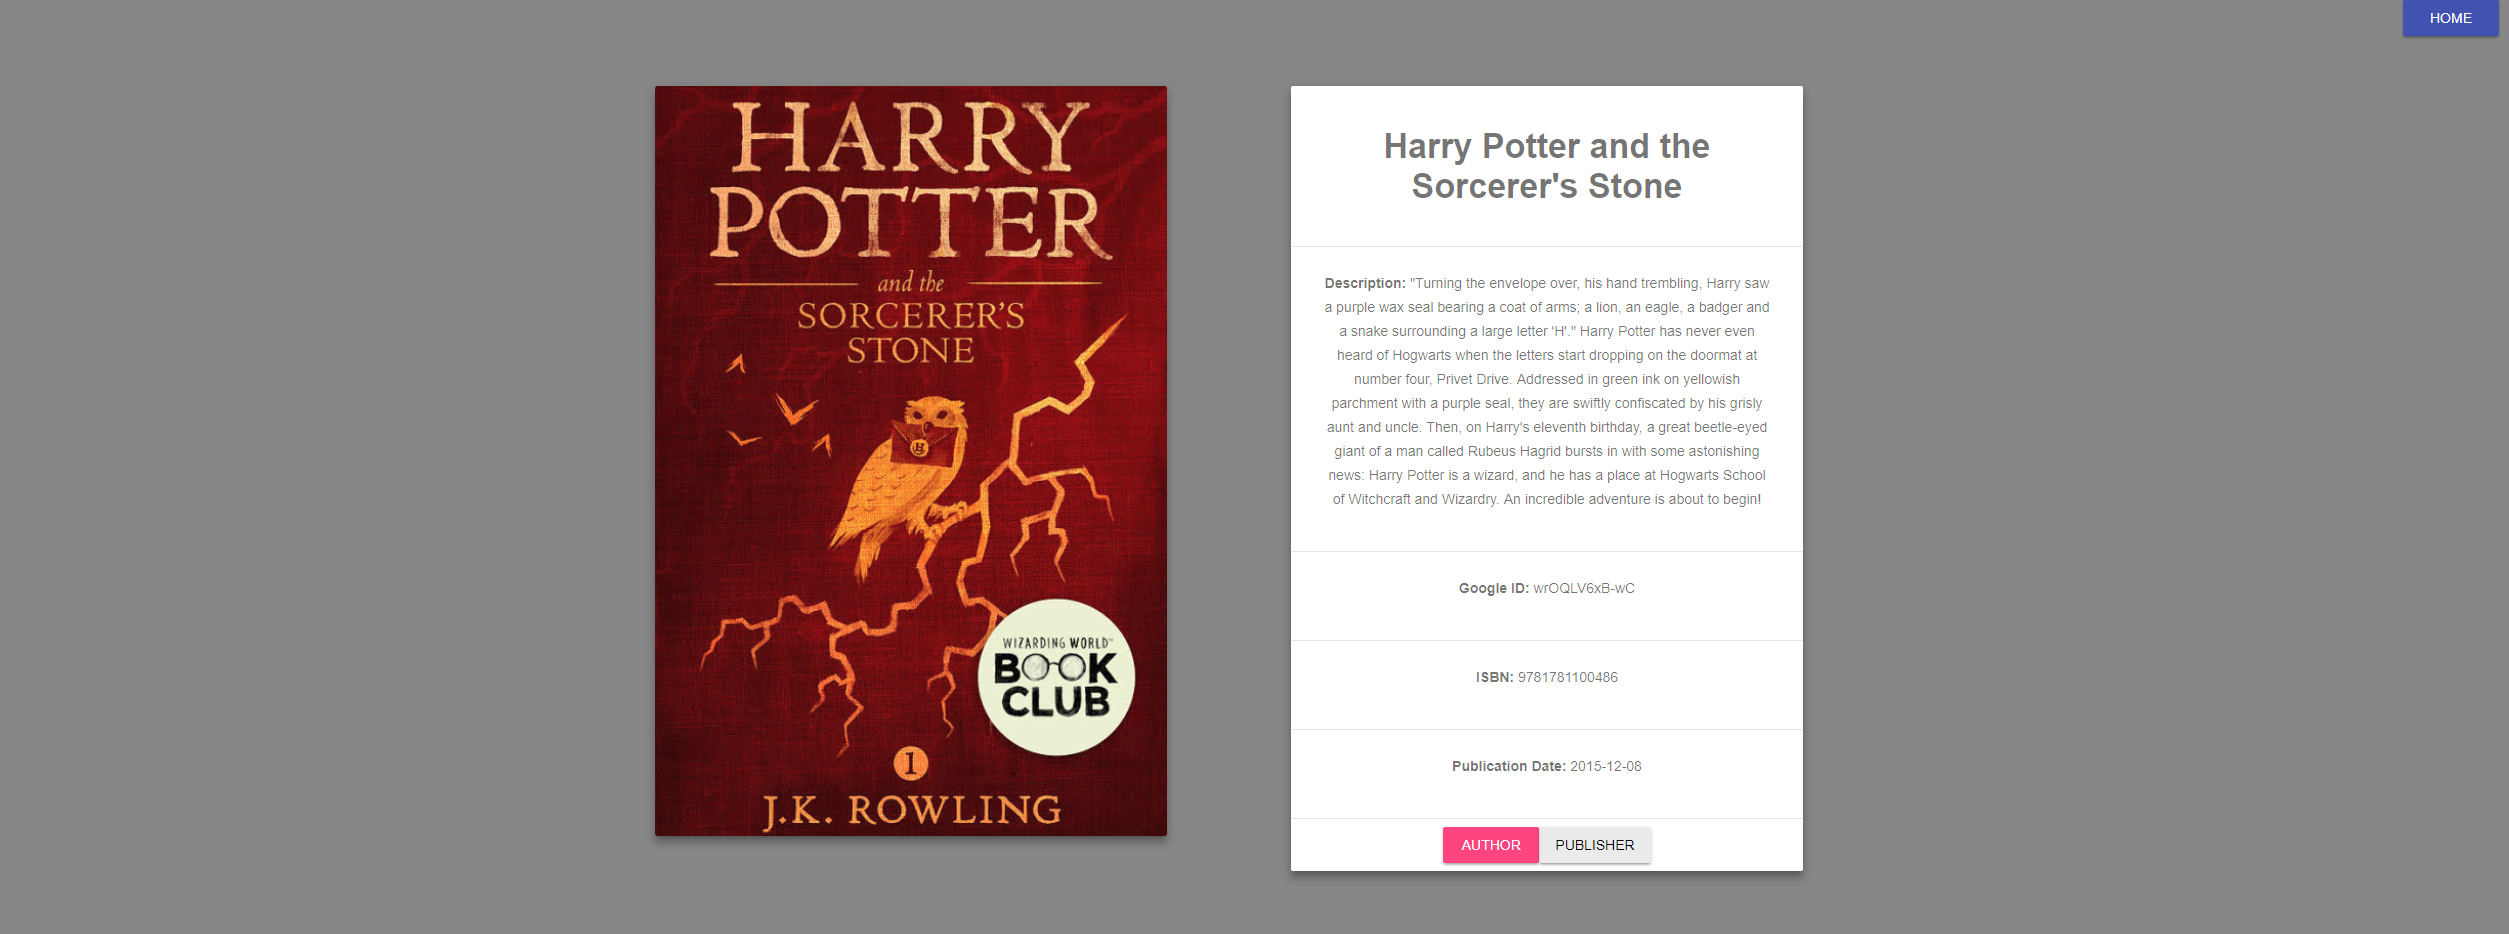 HOME
HARRY
POTTER
and the
SORCERER'S
STONE
H
WIZARDING WORLD™
BOOK
CLUB
1
J.K. ROWLING
Harry Potter and the
Sorcerer's Stone
Description: "Turning the envelope over, his hand trembling, Harry saw
a purple wax seal bearing a coat of arms; a lion, an eagle, a badger and
a snake surrounding a large letter 'H'." Harry Potter has never even
heard of Hogwarts when the letters start dropping on the doormat at
number four, Privet Drive. Addressed in green ink on yellowish
parchment with a purple seal, they are swiftly confiscated by his grisly
aunt and uncle. Then, on Harry's eleventh birthday, a great beetle-eyed
giant of a man called Rubeus Hagrid bursts in with some astonishing
news: Harry Potter is a wizard, and he has a place at Hogwarts School
of Witchcraft and Wizardry. An incredible adventure is about to begin!
Google ID: wrOQLV6xB-wC
ISBN: 9781781100486
Publication Date: 2015-12-08
AUTHOR PUBLISHER